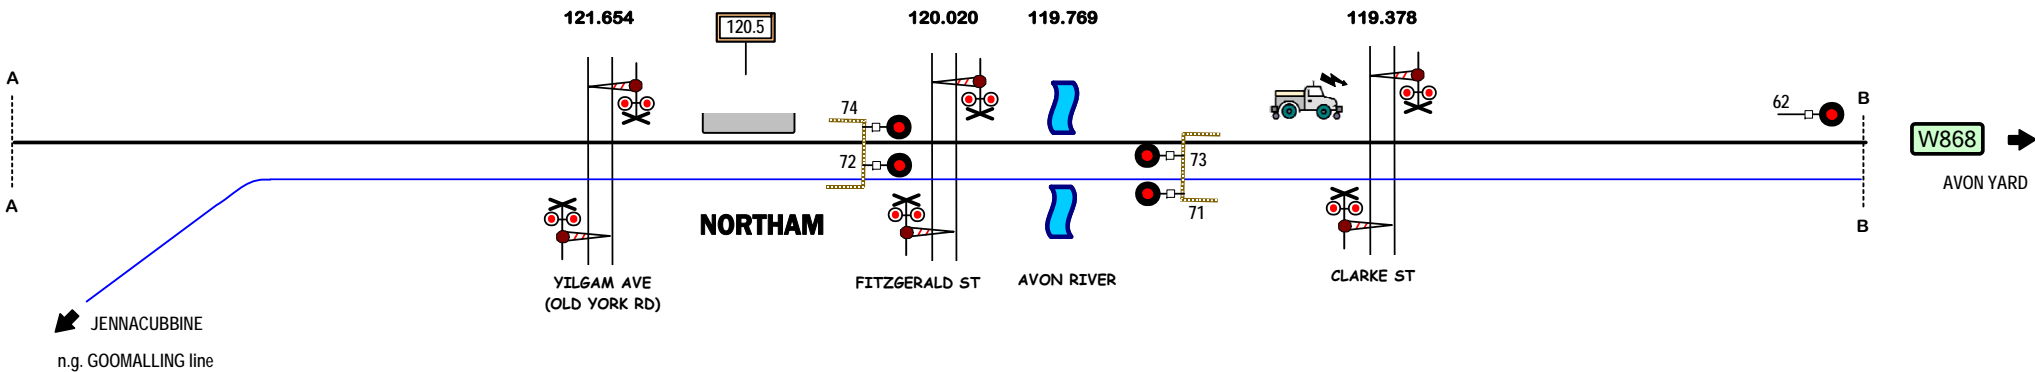 121.654
120.5
120.020
119.769
119.378
A
74
62
B
72
73
W868
A
71
B
AVON YARD
NORTHAM
YILGAM AVE
(OLD YORK RD)
FITZGERALD ST
AVON RIVER
CLARKE ST
JENNACUBBINE
n.g. GOOMALLING line